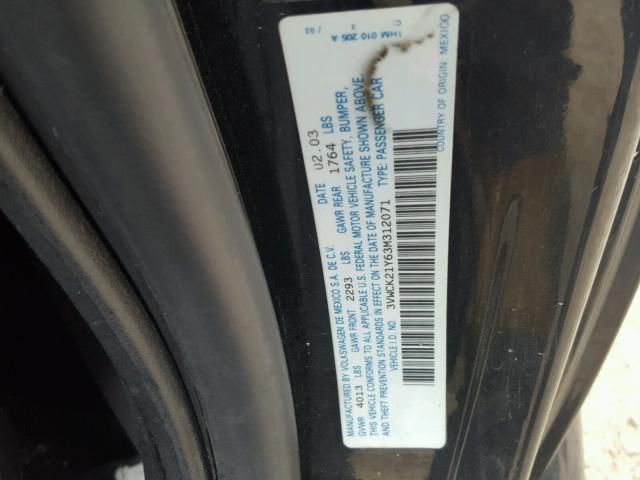 MANUFACTURED BY VOLKSWAGEN DE MEXICO S.A. DE C.V. DATE 02.03
GVWR 4013 LBS GAWR FRONT 2293 LBS GAWR REAR 1764 LBS
THIS VEHICLE CONFORMS TO ALL APPLICABLE U.S. FEDERAL MOTOR VEHICLE SAFETY, BUMPER,
AND THEFT PREVENTION STANDARDS IN EFFECT ON THE DATE OF MANUFACTURE SHOWN ABOVE.
VEHICLE I.D. NO. 3VWCK21Y63M312071 TYPE: PASSENGER CAR
COUNTRY OF ORIGIN: MEXICO
1HM 010 205 A